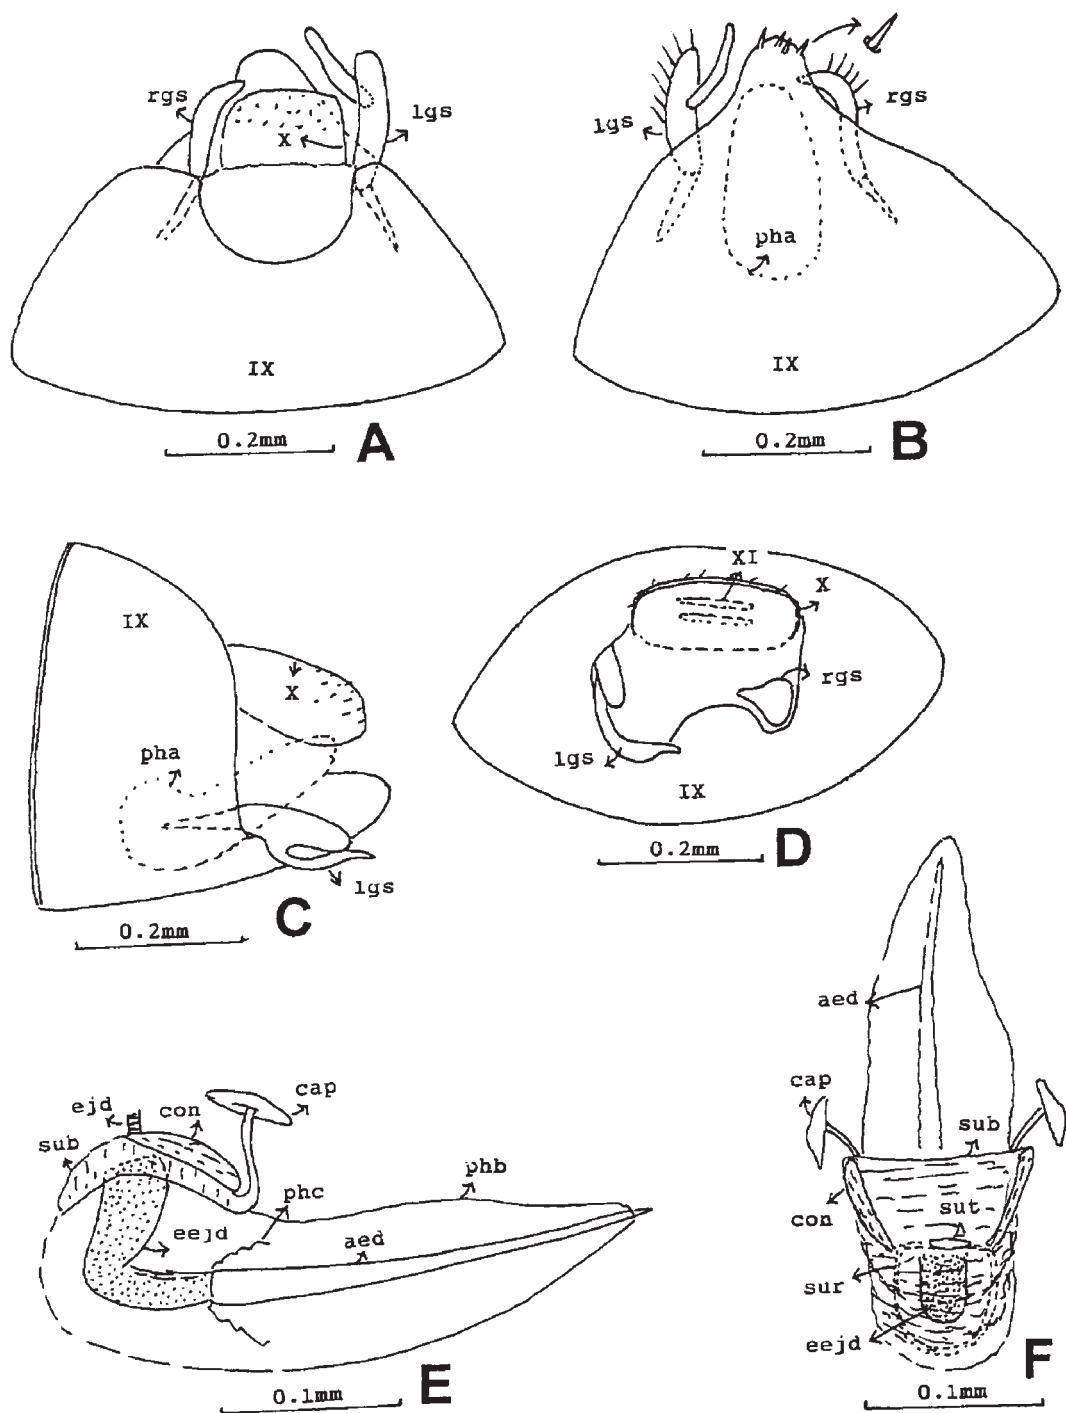 rgs
X
lgs
IX
0.2mm
A
lgs
rgs
pha
IX
0.2mm
B
IX
X
pha
lgs
0.2mm
C
XI
X
rgs
lgs
IX
0.2mm
D
ejd
con
cap
sub
phb
phc
eejd
aed
0.1mm
E
aed
cap
sub
con
sut
sur
eejd
0.1mm
F